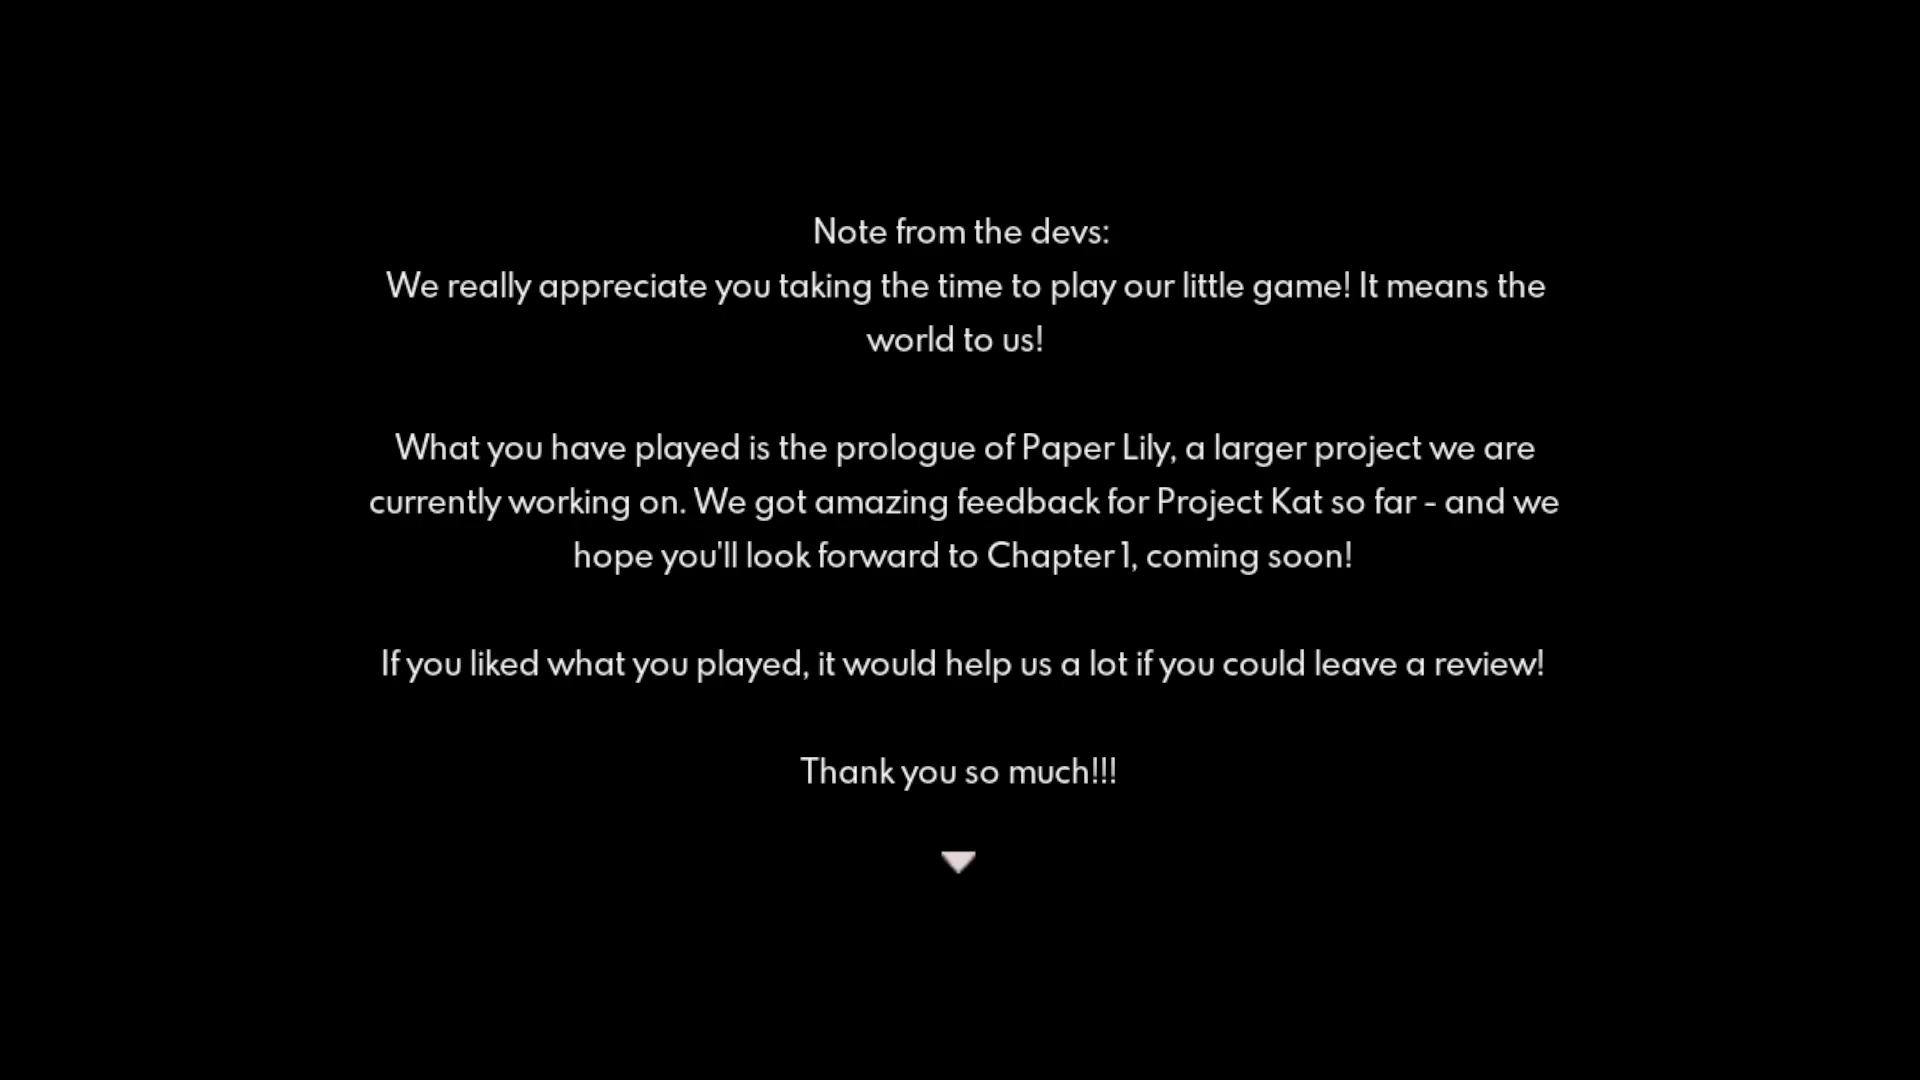 Note from the devs:
We really appreciate you taking the time to play our little game! It means the
world to us!
What you have played is the prologue of Paper Lily, a larger project we are
currently working on. We got amazing feedback for Project Kat so far - and we
hope you'll look forward to Chapter 1, coming soon!
If you liked what you played, it would help us a lot if you could leave a review!
Thank you so much!!!